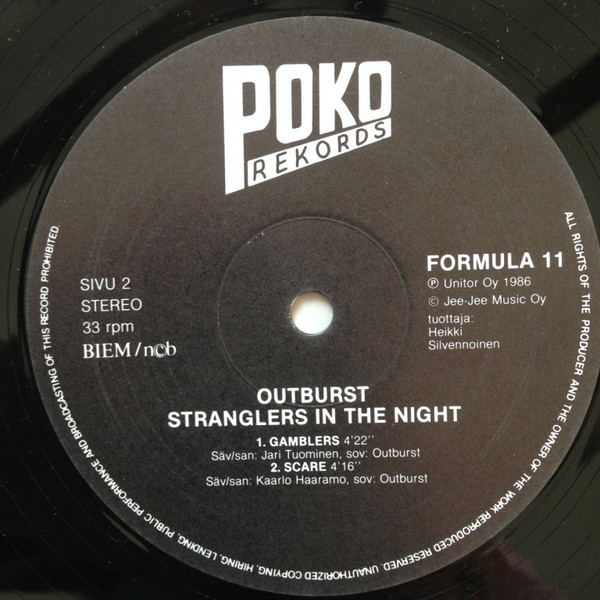 POKO
REKORDS
SIVU 2
STEREO
33 rpm
BIEM/ncb
FORMULA 11
Ⓟ Unitor Oy 1986
© Jee-Jee Music Oy
tuottaja:
Heikki
Silvennoinen
OUTBURST
STRANGLERS IN THE NIGHT
1. GAMBLERS 4'22''
Säv/san: Jari Tuominen, sov: Outburst
2. SCARE 4'16''
Säv/san: Kaarlo Haaramo, sov: Outburst
ALL RIGHTS OF THE PRODUCER AND THE OWNER OF THE WORK REPRODUCED RESERVED. UNAUTHORIZED COPYING, HIRING, LENDING, PUBLIC PERFORMANCE AND BROADCASTING OF THIS RECORD PROHIBITED.